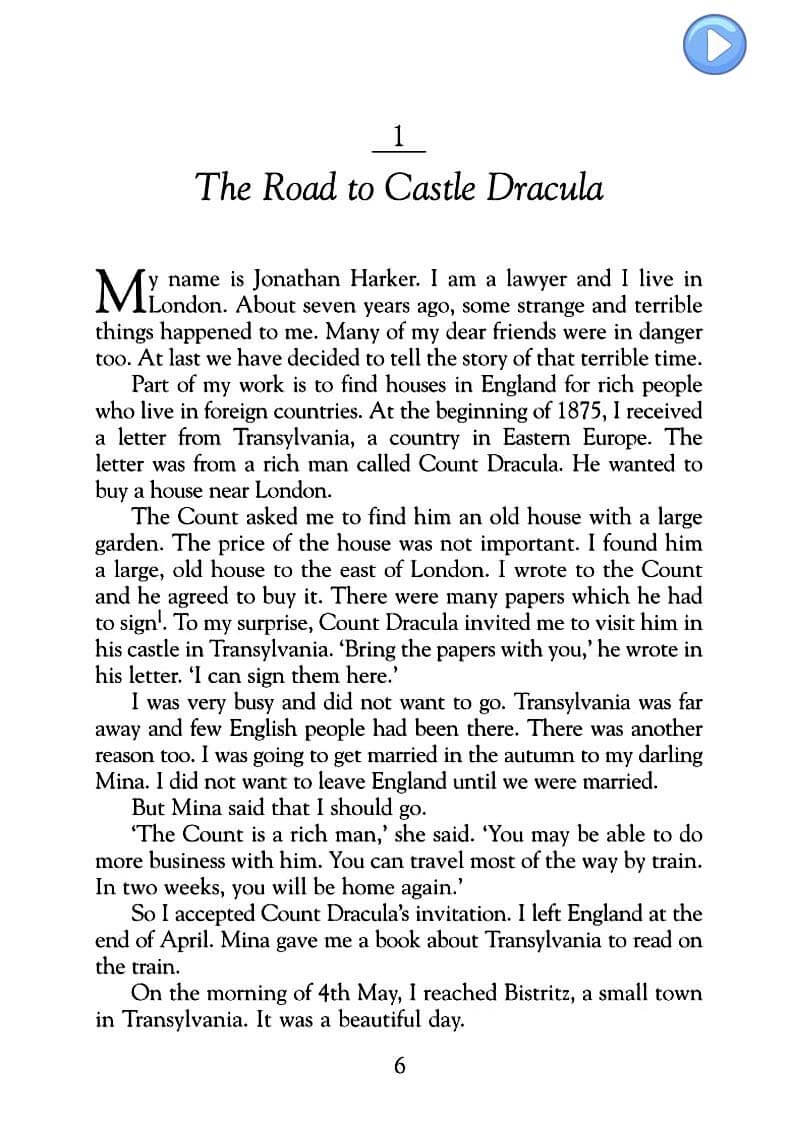 1
The Road to Castle Dracula
My name is Jonathan Harker. I am a lawyer and I live in
London. About seven years ago, some strange and terrible
things happened to me. Many of my dear friends were in danger
too. At last we have decided to tell the story of that terrible time.
Part of my work is to find houses in England for rich people
who live in foreign countries. At the beginning of 1875, I received
a letter from Transylvania, a country in Eastern Europe. The
letter was from a rich man called Count Dracula. He wanted to
buy a house near London.
The Count asked me to find him an old house with a large
garden. The price of the house was not important. I found him
a large, old house to the east of London. I wrote to the Count
and he agreed to buy it. There were many papers which he had
to sign¹. To my surprise, Count Dracula invited me to visit him in
his castle in Transylvania. ‘Bring the papers with you,’ he wrote in
his letter. ‘I can sign them here.’
I was very busy and did not want to go. Transylvania was far
away and few English people had been there. There was another
reason too. I was going to get married in the autumn to my darling
Mina. I did not want to leave England until we were married.
But Mina said that I should go.
‘The Count is a rich man,’ she said. ‘You may be able to do
more business with him. You can travel most of the way by train.
In two weeks, you will be home again.’
So I accepted Count Dracula’s invitation. I left England at the
end of April. Mina gave me a book about Transylvania to read on
the train.
On the morning of 4th May, I reached Bistritz, a small town
in Transylvania. It was a beautiful day.
6